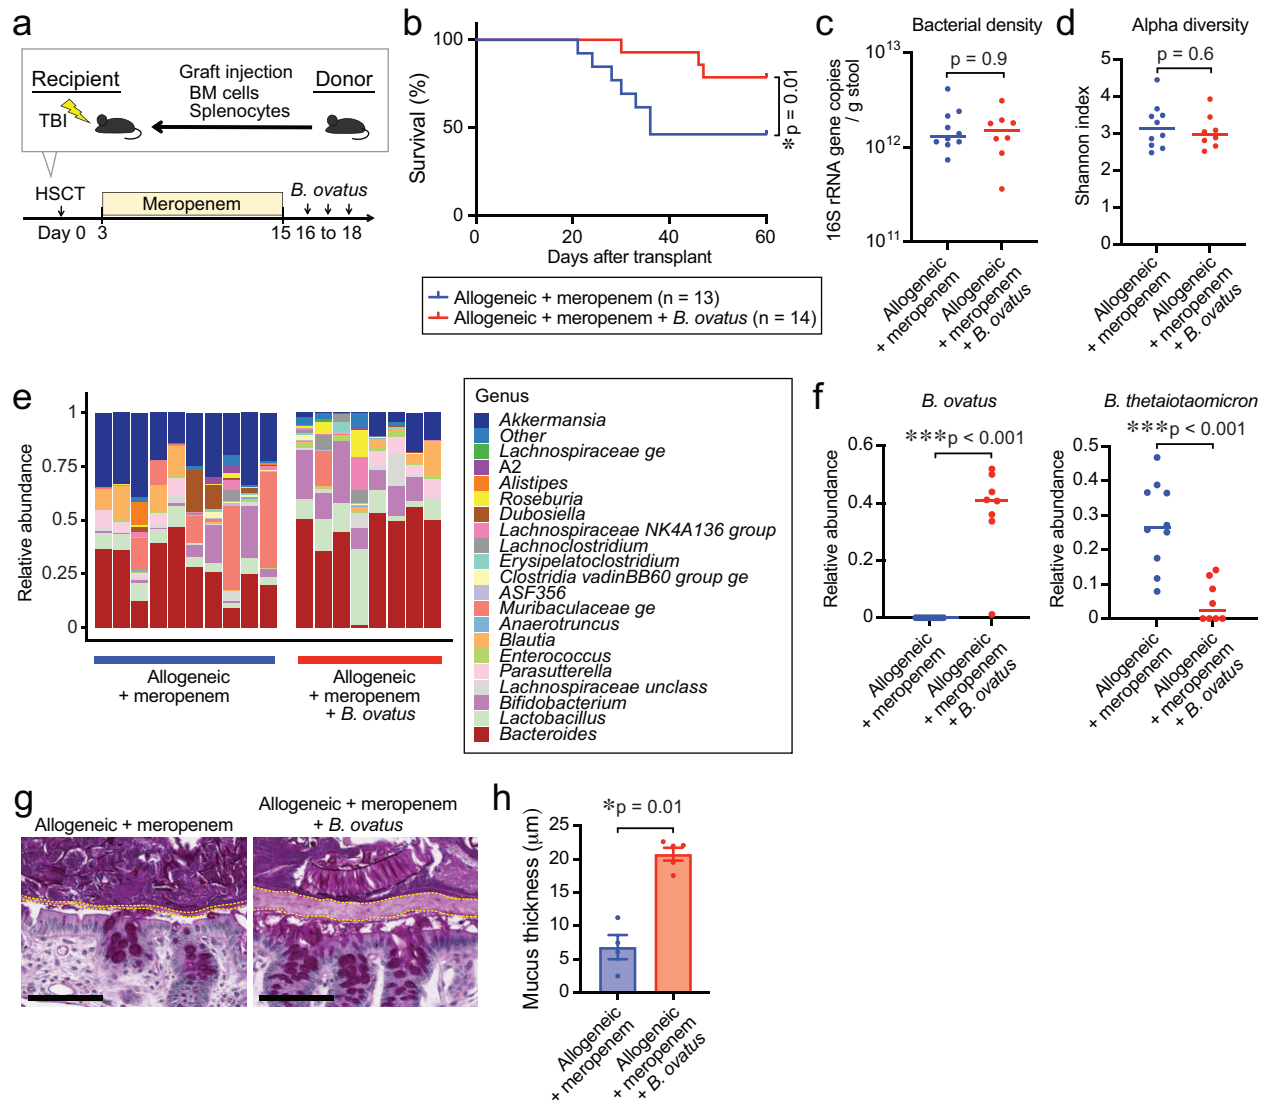 a
Recipient
TBI
Graft injection
BM cells
Splenocytes
Donor
HSCT
Meropenem
B. ovatus
Day 0 3 15 16 to 18
b
Survival (%)
100
50
0
0 20 40 60
Days after transplant
*p = 0.01
Allogeneic + meropenem (n = 13)
Allogeneic + meropenem + B. ovatus (n = 14)
c
Bacterial density
p = 0.9
16S rRNA gene copies
/ g stool
10^13
10^12
10^11
Allogeneic
+ meropenem
Allogeneic
+ meropenem
+ B. ovatus
d
Alpha diversity
p = 0.6
Shannon index
5
4
3
2
1
0
Allogeneic
+ meropenem
Allogeneic
+ meropenem
+ B. ovatus
e
Relative abundance
1
0.75
0.5
0.25
0
Allogeneic
+ meropenem
Allogeneic
+ meropenem
+ B. ovatus
Genus
Akkermansia
Other
Lachnospiraceae ge
A2
Alistipes
Roseburia
Dubosiella
Lachnospiraceae NK4A136 group
Lachnoclostridium
Erysipelatoclostridium
Clostridia vadinBB60 group ge
ASF356
Muribaculaceae ge
Anaerotruncus
Blautia
Enterococcus
Parasutterella
Lachnospiraceae unclass
Bifidobacterium
Lactobacillus
Bacteroides
f
B. ovatus
***p < 0.001
Relative abundance
0.6
0.4
0.2
0
Allogeneic
+ meropenem
Allogeneic
+ meropenem
+ B. ovatus
B. thetaiotaomicron
***p < 0.001
Relative abundance
0.5
0.4
0.3
0.2
0.1
0
Allogeneic
+ meropenem
Allogeneic
+ meropenem
+ B. ovatus
g
Allogeneic + meropenem
Allogeneic + meropenem
+ B. ovatus
h
*p = 0.01
Mucus thickness (μm)
25
20
15
10
5
0
Allogeneic
+ meropenem
Allogeneic
+ meropenem
+ B. ovatus